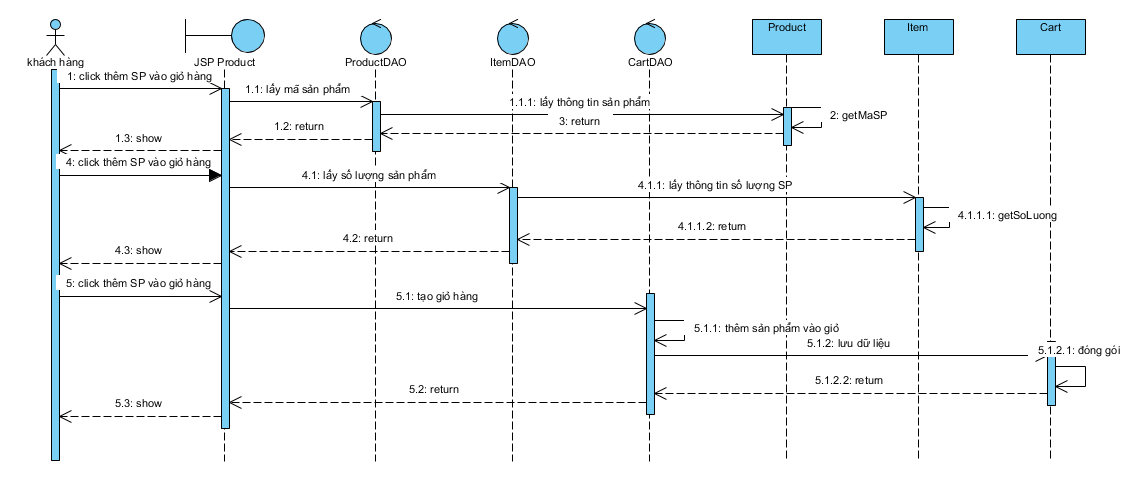 khách hàng
JSP Product
ProductDAO
ItemDAO
CartDAO
Product
Item
Cart
1: click thêm SP vào giỏ hàng
1.1: lấy mã sản phẩm
1.1.1: lấy thông tin sản phẩm
2: getMaSP
3: return
1.2: return
1.3: show
4: click thêm SP vào giỏ hàng
4.1: lấy số lượng sản phẩm
4.1.1: lấy thông tin số lượng SP
4.1.1.1: getSoLuong
4.1.1.2: return
4.2: return
4.3: show
5: click thêm SP vào giỏ hàng
5.1: tạo giỏ hàng
5.1.1: thêm sản phẩm vào giỏ
5.1.2: lưu dữ liệu
5.1.2.1: đóng gói
5.1.2.2: return
5.2: return
5.3: show